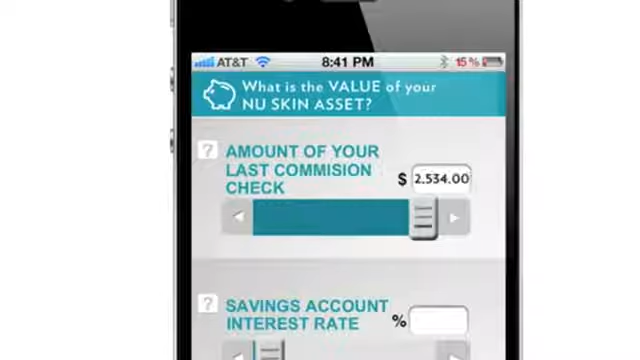 AT&T 8:41 PM 15%
What is the VALUE of your
NU SKIN ASSET?
? AMOUNT OF YOUR
LAST COMMISION
CHECK
$ 2,534.00
? SAVINGS ACCOUNT
INTEREST RATE
%